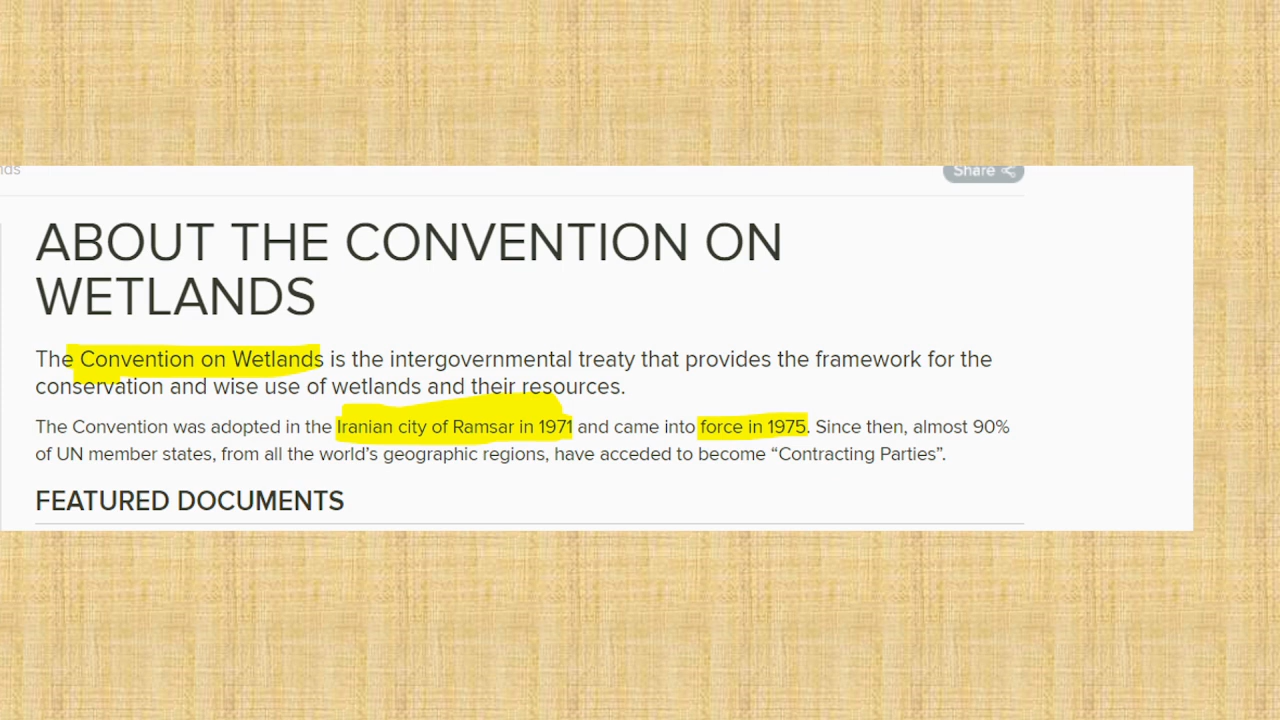 nds
Share
ABOUT THE CONVENTION ON
WETLANDS
The Convention on Wetlands is the intergovernmental treaty that provides the framework for the
conservation and wise use of wetlands and their resources.
The Convention was adopted in the Iranian city of Ramsar in 1971 and came into force in 1975. Since then, almost 90%
of UN member states, from all the world’s geographic regions, have acceded to become “Contracting Parties”.
FEATURED DOCUMENTS